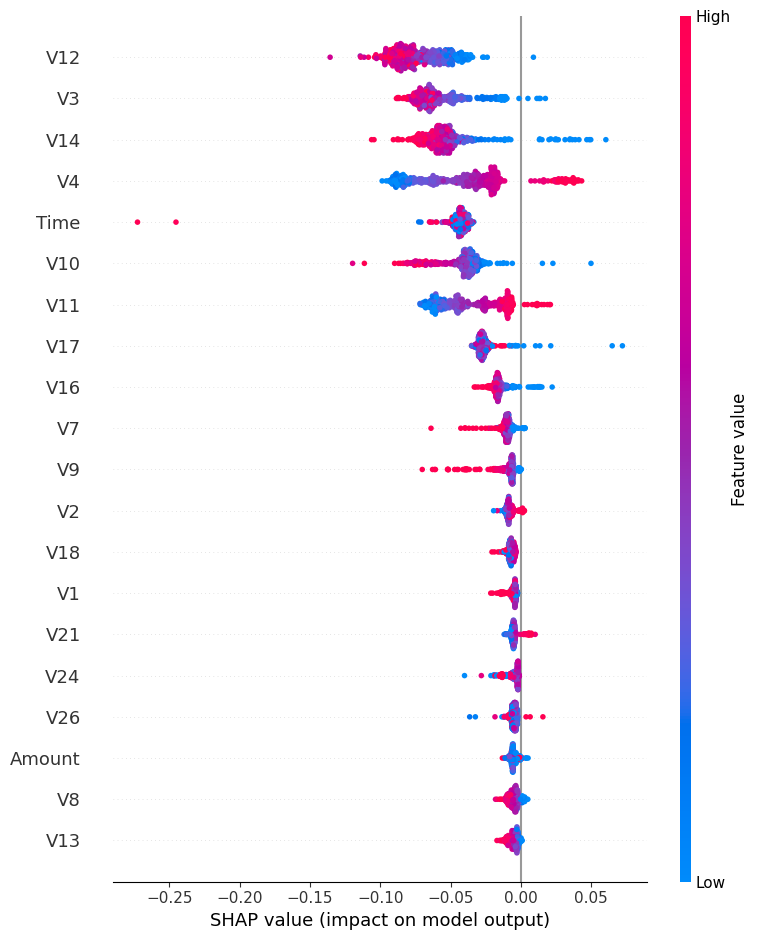 High
V12
V3
V14
V4
Time
V10
V11
V17
V16
V7
V9
V2
V18
V1
V21
V24
V26
Amount
V8
V13
Feature value
Low
−0.25 −0.20 −0.15 −0.10 −0.05 0.00 0.05
SHAP value (impact on model output)